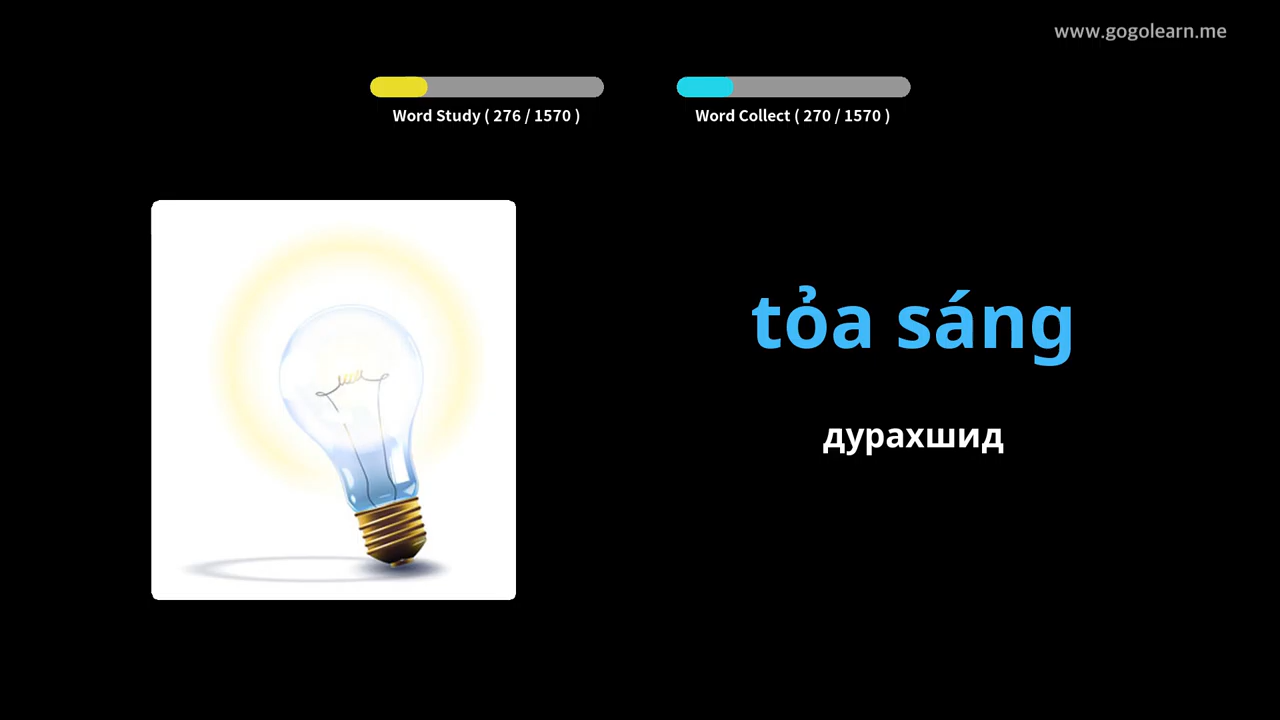 www.gogolearn.me
Word Study ( 276 / 1570 )
Word Collect ( 270 / 1570 )
tỏa sáng
дурахшид